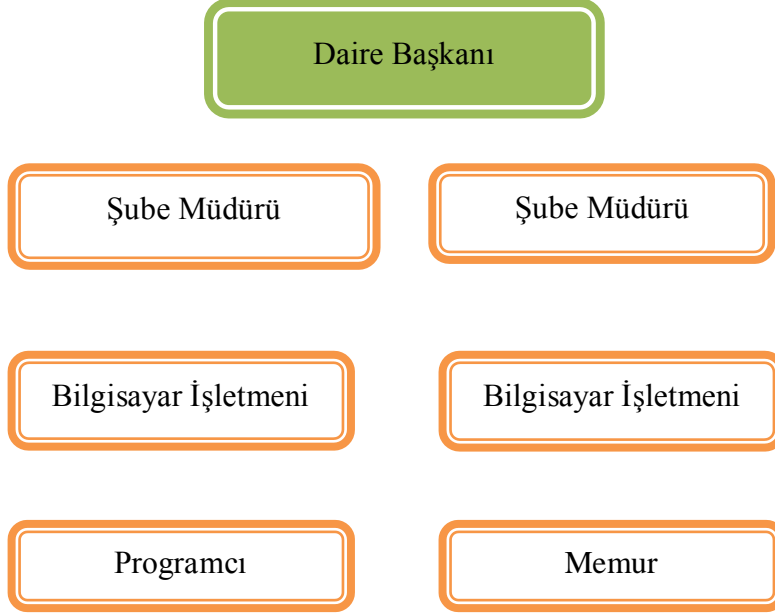 Daire Başkanı
Şube Müdürü
Şube Müdürü
Bilgisayar İşletmeni
Bilgisayar İşletmeni
Programcı
Memur